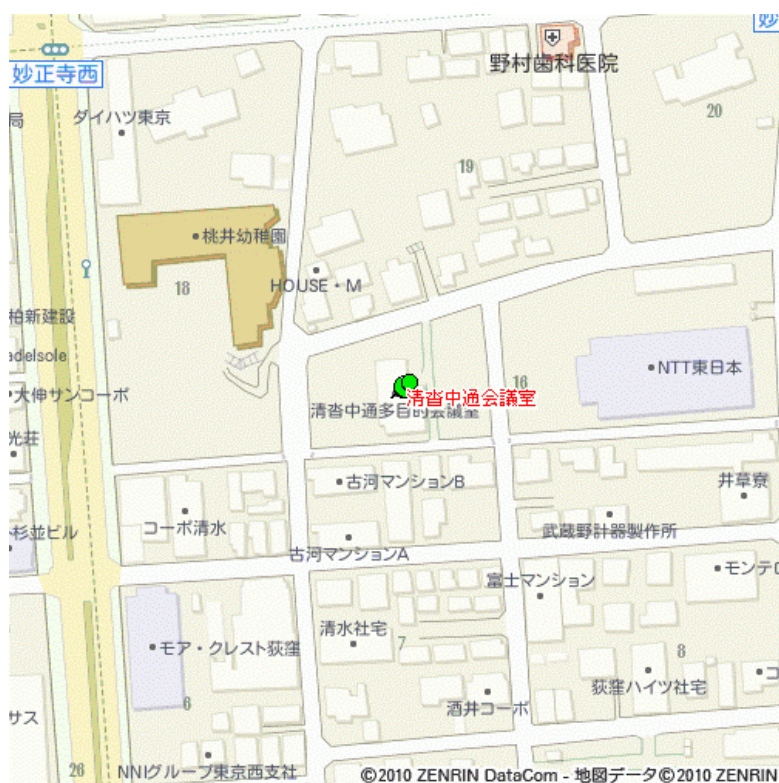 妙
妙正寺西
野村歯科医院
局
ダイハツ東京
20
19
桃井幼稚園
18
HOUSE・M
柏新建設
adelsole
NTT東日本
16
大伸サンコーポ
清沓中通会議室
清沓中通多目的会議室
光荘
古河マンションB
井草寮
コーポ清水
杉並ビル
武蔵野計器製作所
古河マンションA
富士マンション
モンテロ
清水社宅
7
モア・クレスト荻窪
8
コ
荻窪ハイツ社宅
6
酒井コーポ
サス
26
NNIグループ東京西支社
©2010 ZENRIN DataCom - 地図データ©2010 ZENRIN